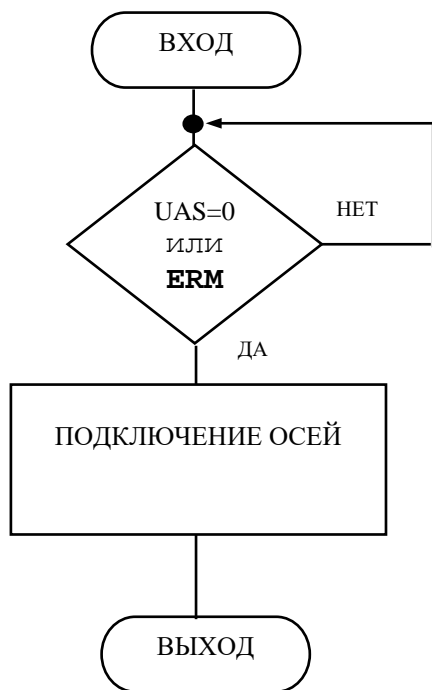 ВХОД
UAS=0
ИЛИ
ERM
НЕТ
ДА
ПОДКЛЮЧЕНИЕ ОСЕЙ
ВЫХОД